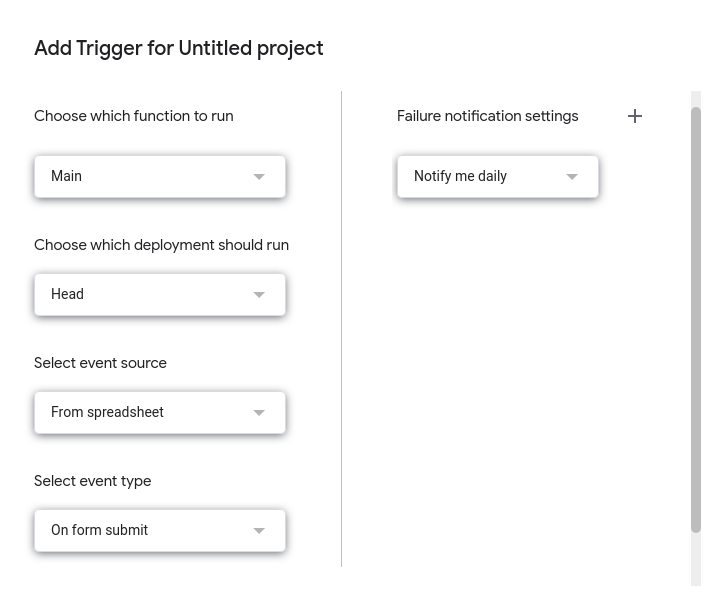 Add Trigger for Untitled project
Choose which function to run
Main
Choose which deployment should run
Head
Select event source
From spreadsheet
Select event type
On form submit
Failure notification settings
Notify me daily